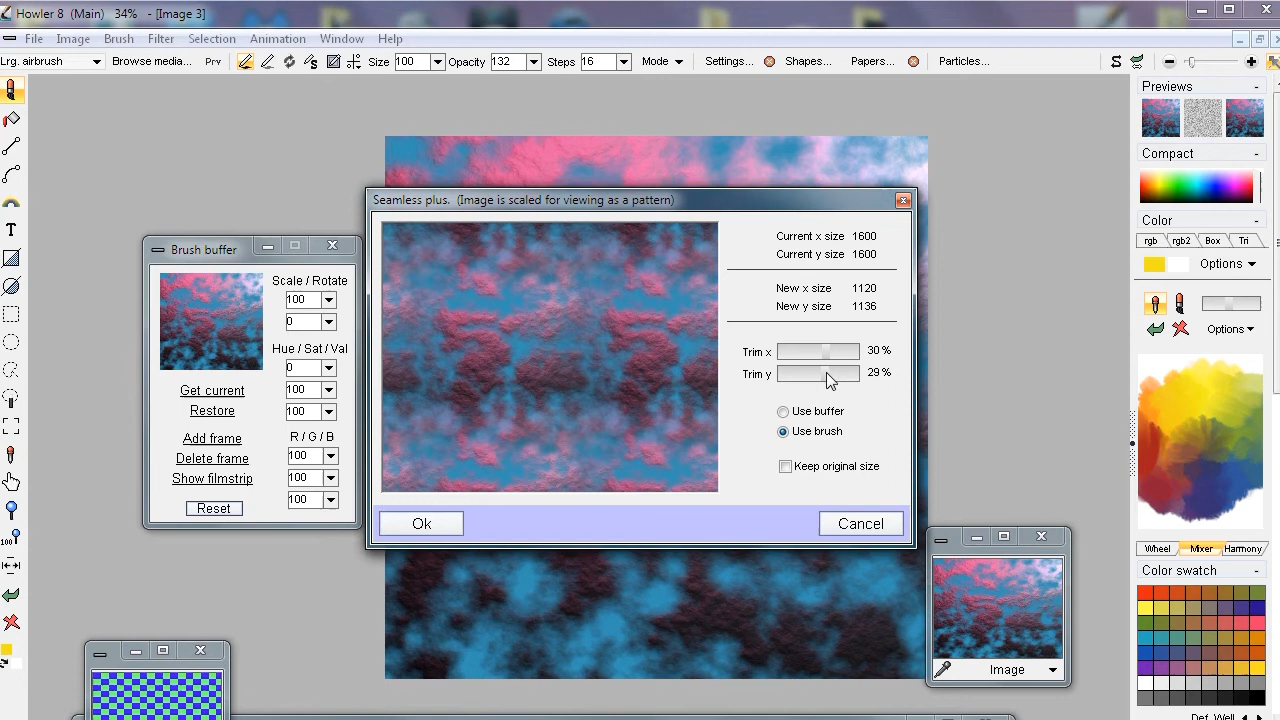 Howler 8 (Main) 34% - [Image 3]
File Image Brush Filter Selection Animation Window Help
Lrg. airbrush Browse media... Prv Size 100 Opacity 132 Steps 16 Mode Settings... Shapes... Papers... Particles...
Previews
Compact
Color
rgb rgb2 Box Tri
Options
Options
Wheel Mixer Harmony
Color swatch
Def. Well
Brush buffer
Scale / Rotate
100
0
Hue / Sat / Val
0
100
100
Get current
Restore
Add frame
Delete frame
Show filmstrip
Reset
R / G / B
100
100
100
Seamless plus. (Image is scaled for viewing as a pattern)
Current x size 1600
Current y size 1600
New x size 1120
New y size 1136
Trim x 30 %
Trim y 29 %
Use buffer
Use brush
Keep original size
Ok
Cancel
Image
T
100